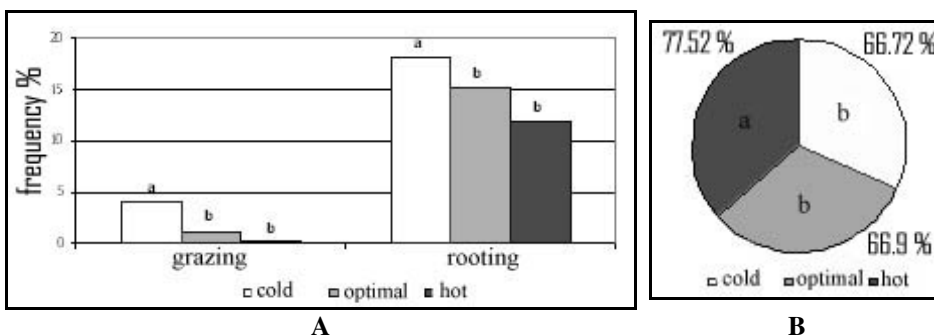 frequency %
20
15
10
5
0
a
b
b
a
b
b
grazing rooting
cold optimal hot
A
77.52 % 66.72 %
a b
b
66.9 %
cold optimal hot
B